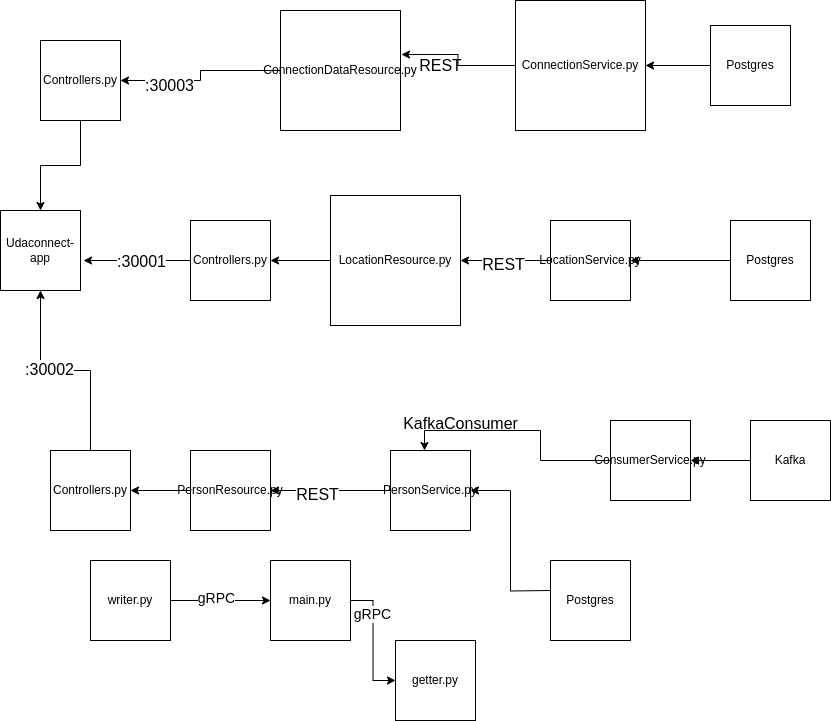 Controllers.py
:30003
ConnectionDataResource.py
REST
ConnectionService.py
Postgres
Udaconnect-
app
:30001
Controllers.py
LocationResource.py
REST
LocationService.py
Postgres
:30002
KafkaConsumer
ConsumerService.py
Kafka
Controllers.py
PersonResource.py
REST
PersonService.py
writer.py
gRPC
main.py
gRPC
Postgres
getter.py